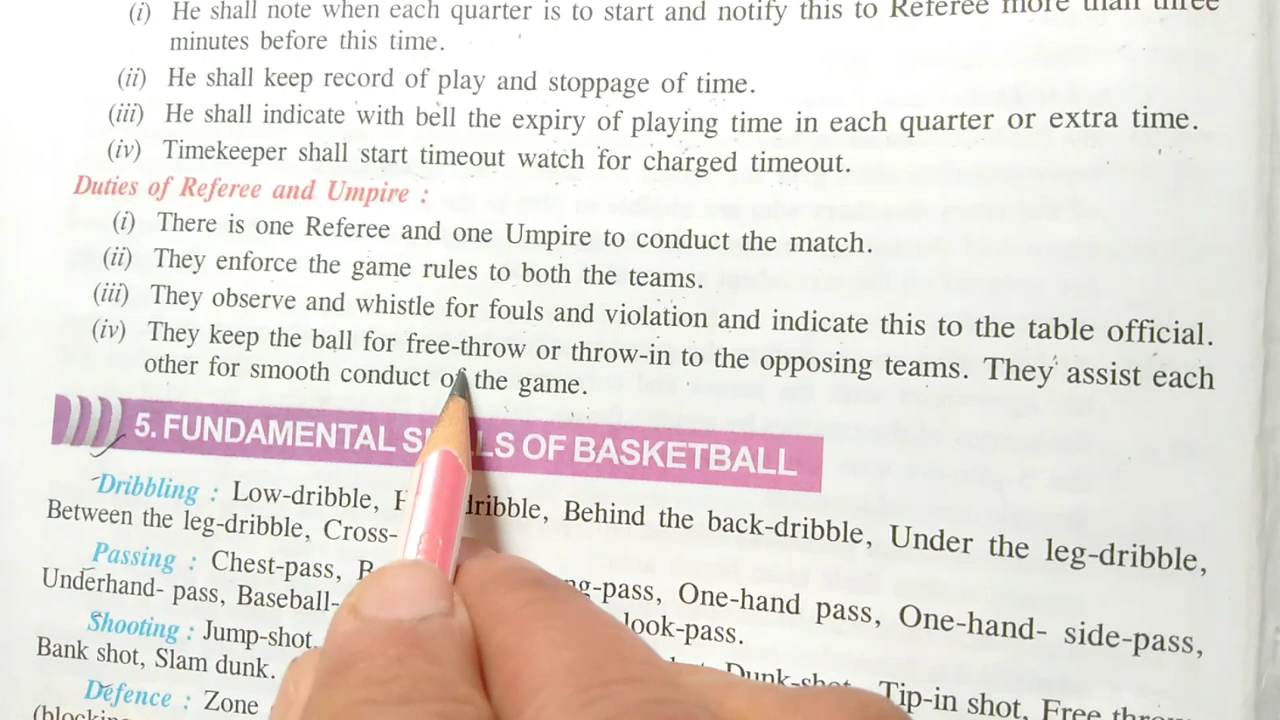 (i) He shall note when each quarter is to start and notify this to Referee more than three
minutes before this time.
(ii) He shall keep record of play and stoppage of time.
(iii) He shall indicate with bell the expiry of playing time in each quarter or extra time.
(iv) Timekeeper shall start timeout watch for charged timeout.
Duties of Referee and Umpire :
(i) There is one Referee and one Umpire to conduct the match.
(ii) They enforce the game rules to both the teams.
(iii) They observe and whistle for fouls and violation and indicate this to the table official.
(iv) They keep the ball for free-throw or throw-in to the opposing teams. They assist each
other for smooth conduct of the game.
5. FUNDAMENTAL OF BASKETBALL
Dribbling : Low-dribble, Behind the back-dribble, Under the leg-dribble,
Between the leg-dribble, Cross-
Passing : Chest-pass, One-hand pass, One-hand- side-pass,
Underhand- pass, Baseball- look-pass.
Shooting : Jump-shot Dunk-shot, Tip-in shot, Free
Bank shot, Slam dunk.
Defence : Zone